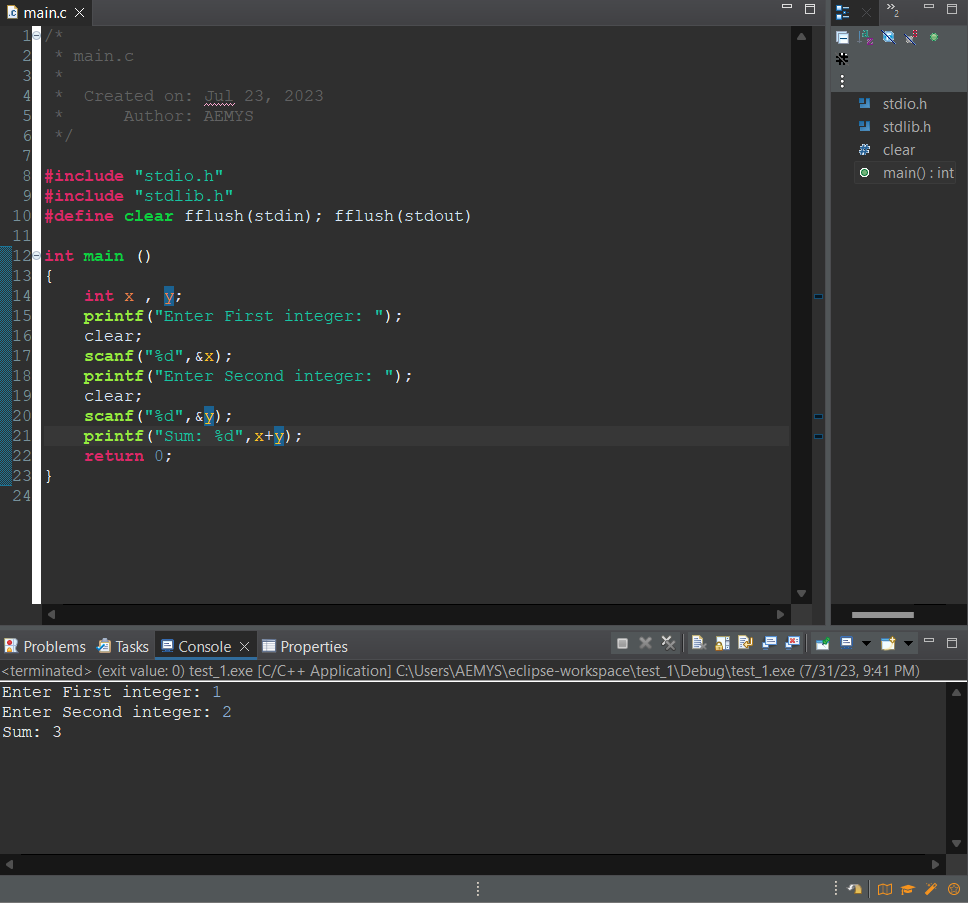 main.c
2
1 /*
2 * main.c
3 *
4 * Created on: Jul 23, 2023
5 * Author: AEMYS
6 */
7
8 #include "stdio.h"
9 #include "stdlib.h"
10 #define clear fflush(stdin); fflush(stdout)
11
12 int main ()
13 {
14 int x , y;
15 printf("Enter First integer: ");
16 clear;
17 scanf("%d",&x);
18 printf("Enter Second integer: ");
19 clear;
20 scanf("%d",&y);
21 printf("Sum: %d",x+y);
22 return 0;
23 }
24
stdio.h
stdlib.h
clear
main() : int
Problems Tasks Console Properties
<terminated> (exit value: 0) test_1.exe [C/C++ Application] C:\Users\AEMYS\eclipse-workspace\test_1\Debug\test_1.exe (7/31/23, 9:41 PM)
Enter First integer: 1
Enter Second integer: 2
Sum: 3